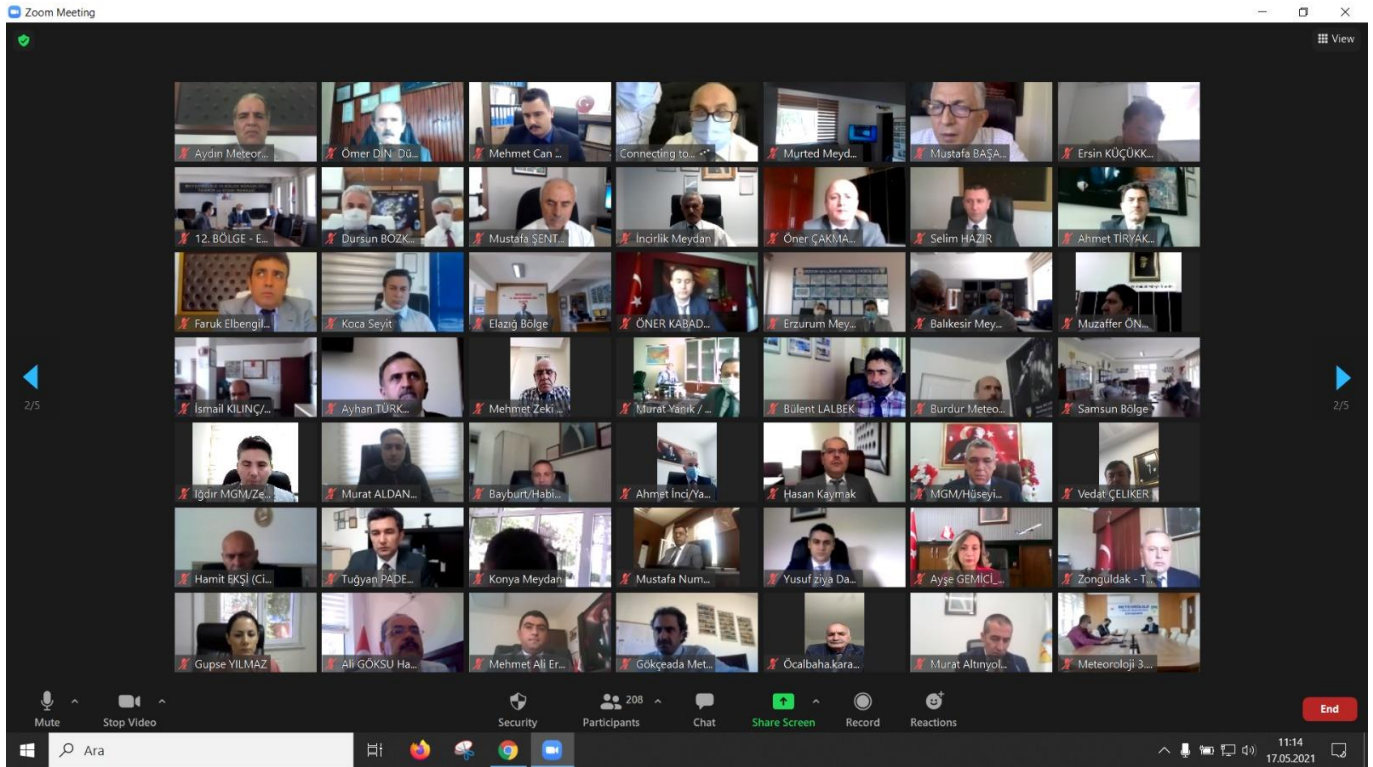 Zoom Meeting
View
Aydın Meteor...
Ömer DİN Dü...
Mehmet Can ...
Connecting to...
Murted Meyd...
Mustafa BAŞA...
Ersin KÜÇÜKK...
12. BÖLGE - E...
Dursun BOZK...
Mustafa ŞENT...
İncirlik Meydan
Öner ÇAKMA...
Selim HAZIR
Ahmet TİRYAK...
Faruk Elbengil...
Koca Seyit
Elazığ Bölge
ÖNER KABAD...
Erzurum Mey...
Balıkesir Mey...
Muzaffer ÖN...
2/5
2/5
İsmail KILINÇ/...
Ayhan TÜRK...
Mehmet Zeki ...
Murat Yanık / ...
Bülent LALBEK
Burdur Meteo...
Samsun Bölge
Iğdır MGM/Ze...
Murat ALDAN...
Bayburt/Habi...
Ahmet İnci/Ya...
Hasan Kaymak
MGM/Hüseyi...
Vedat ÇELIKER
Hamit EKŞİ (Ci...
Tuğyan PADE...
Konya Meydan
Mustafa Num...
Yusuf ziya Da...
Ayşe GEMİCİ_...
Zonguldak - T...
Gupse YILMAZ
Ali GÖKSU Ha...
Mehmet Ali Er...
Gökçeada Met...
Öcalbaha.kara...
Murat Altınyol...
Meteoroloji 3....
Mute
Stop Video
Security
208
Participants
Chat
Share Screen
Record
Reactions
End
Ara
11:14
17.05.2021